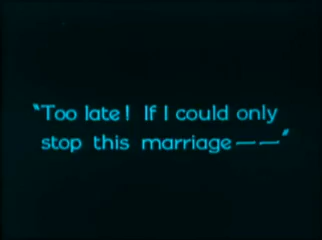 "Too late! If I could only
stop this marriage——"